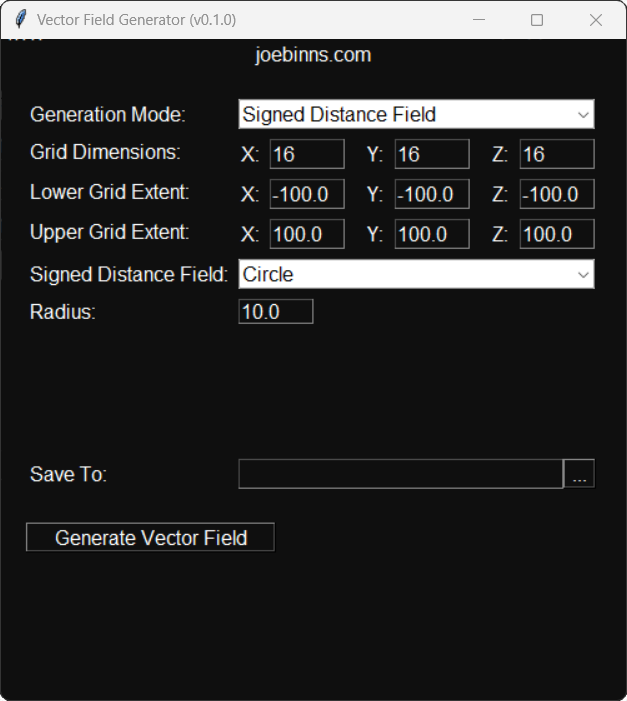 Vector Field Generator (v0.1.0)
joebinns.com
Generation Mode: Signed Distance Field
Grid Dimensions: X: 16 Y: 16 Z: 16
Lower Grid Extent: X: -100.0 Y: -100.0 Z: -100.0
Upper Grid Extent: X: 100.0 Y: 100.0 Z: 100.0
Signed Distance Field: Circle
Radius: 10.0
Save To: ...
Generate Vector Field